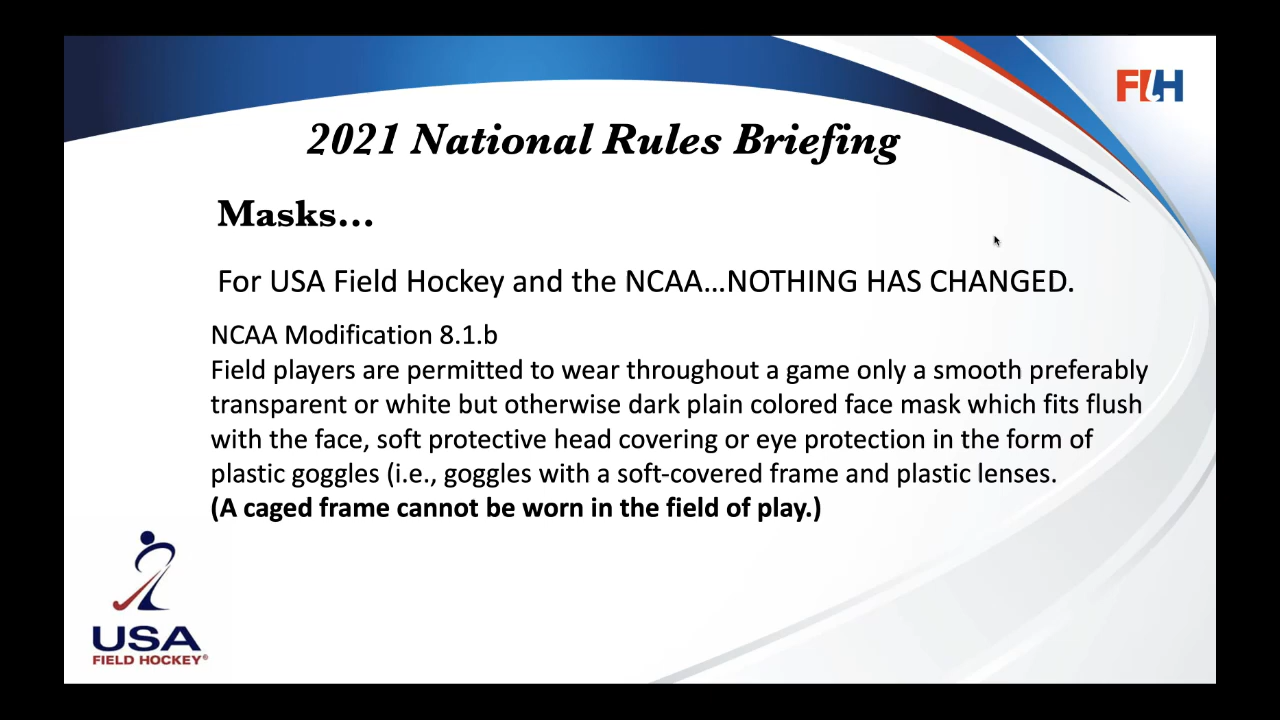 FIH
2021 National Rules Briefing
Masks...
For USA Field Hockey and the NCAA...NOTHING HAS CHANGED.
NCAA Modification 8.1.b
Field players are permitted to wear throughout a game only a smooth preferably
transparent or white but otherwise dark plain colored face mask which fits flush
with the face, soft protective head covering or eye protection in the form of
plastic goggles (i.e., goggles with a soft-covered frame and plastic lenses.
(A caged frame cannot be worn in the field of play.)
USA
FIELD HOCKEY®